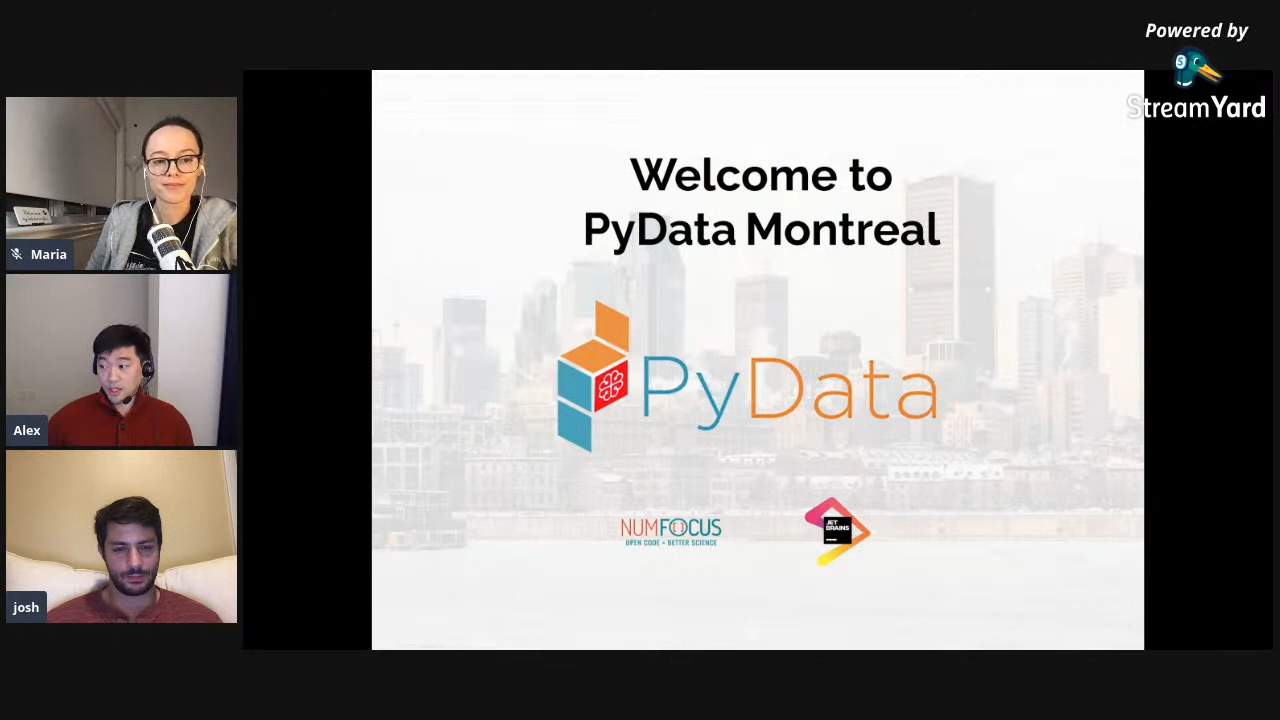 Powered by
StreamYard
Maria
Alex
josh
Welcome to
PyData Montreal
PyData
NUMFOCUS
OPEN CODE = BETTER SCIENCE
JET
BRAINS